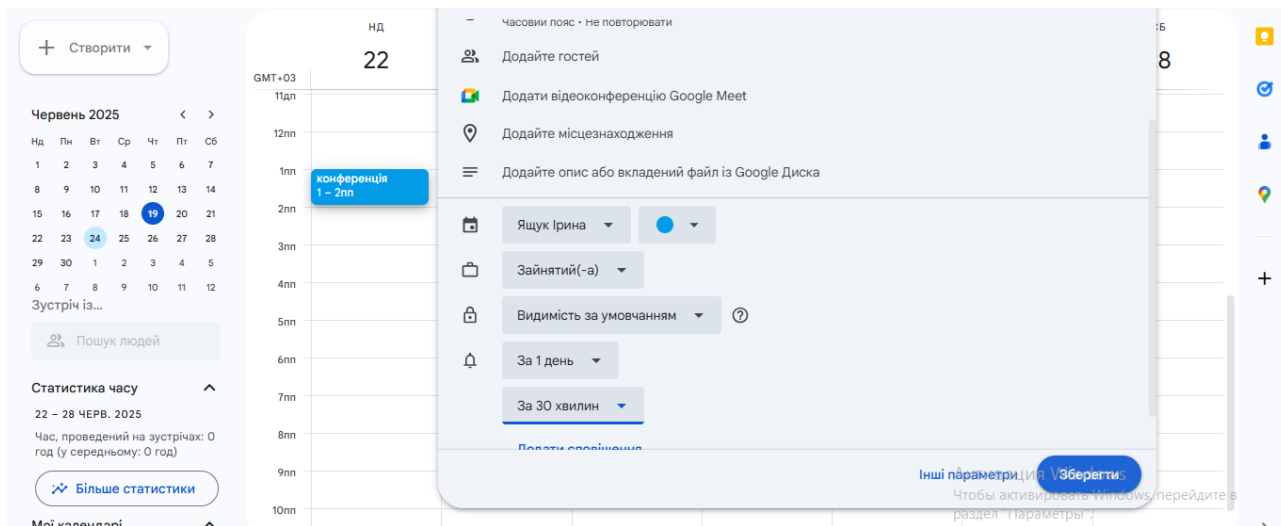 Створити
Червень 2025
Нд Пн Вт Ср Чт Пт Сб
1 2 3 4 5 6 7
8 9 10 11 12 13 14
15 16 17 18 19 20 21
22 23 24 25 26 27 28
29 30 1 2 3 4 5
6 7 8 9 10 11 12
Зустріч із...
Пошук людей
Статистика часу
22 – 28 ЧЕРВ. 2025
Час, проведений на зустрічах: 0
год (у середньому: 0 год)
Більше статистики
Мої календарі
НД
22
GMT+03
11дп
12пп
1пп
2пп
3пп
4пп
5пп
6пп
7пп
8пп
9пп
10пп
конференція
1 – 2пп
Часовий пояс • Не повторювати
Додайте гостей
Додати відеоконференцію Google Meet
Додайте місцезнаходження
Додайте опис або вкладений файл із Google Диска
Ящук Ірина
Зайнятий(-а)
Видимість за умовчанням
За 1 день
За 30 хвилин
Додати сповіщення
Інші параметри
Зберегти
СБ
8
Активация Windows
Чтобы активировать Windows, перейдите в
раздел "Параметры".